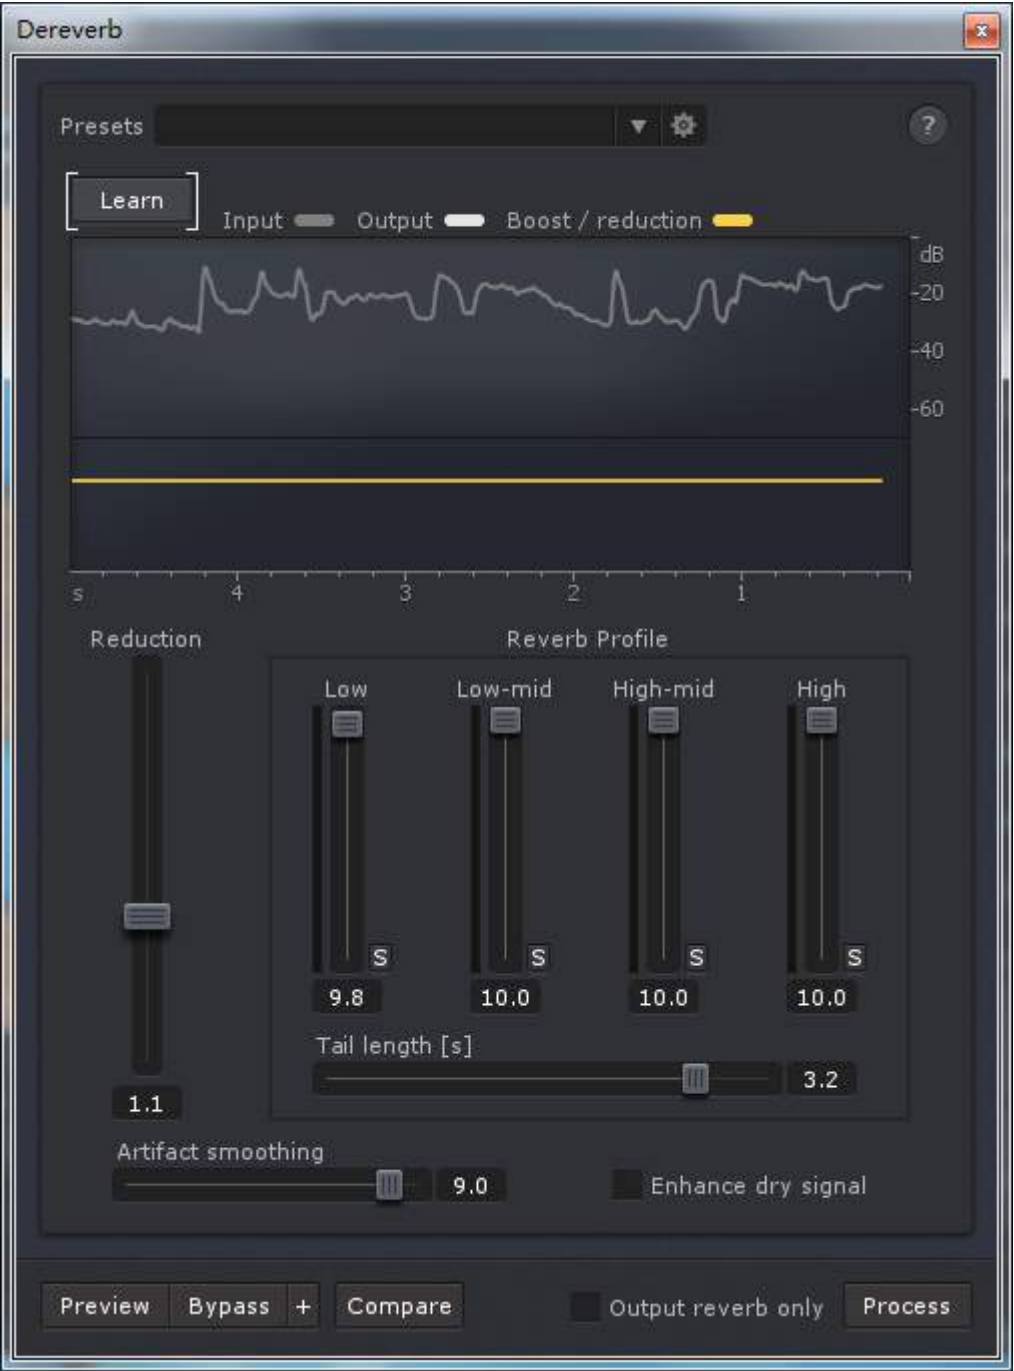 Dereverb
x
Presets
?
Learn
Input Output Boost / reduction
dB
-20
-40
-60
s 4 3 2 1
Reduction
Reverb Profile
Low Low-mid High-mid High
S S S S
9.8 10.0 10.0 10.0
Tail length [s]
3.2
1.1
Artifact smoothing
9.0
Enhance dry signal
Preview Bypass + Compare Output reverb only Process